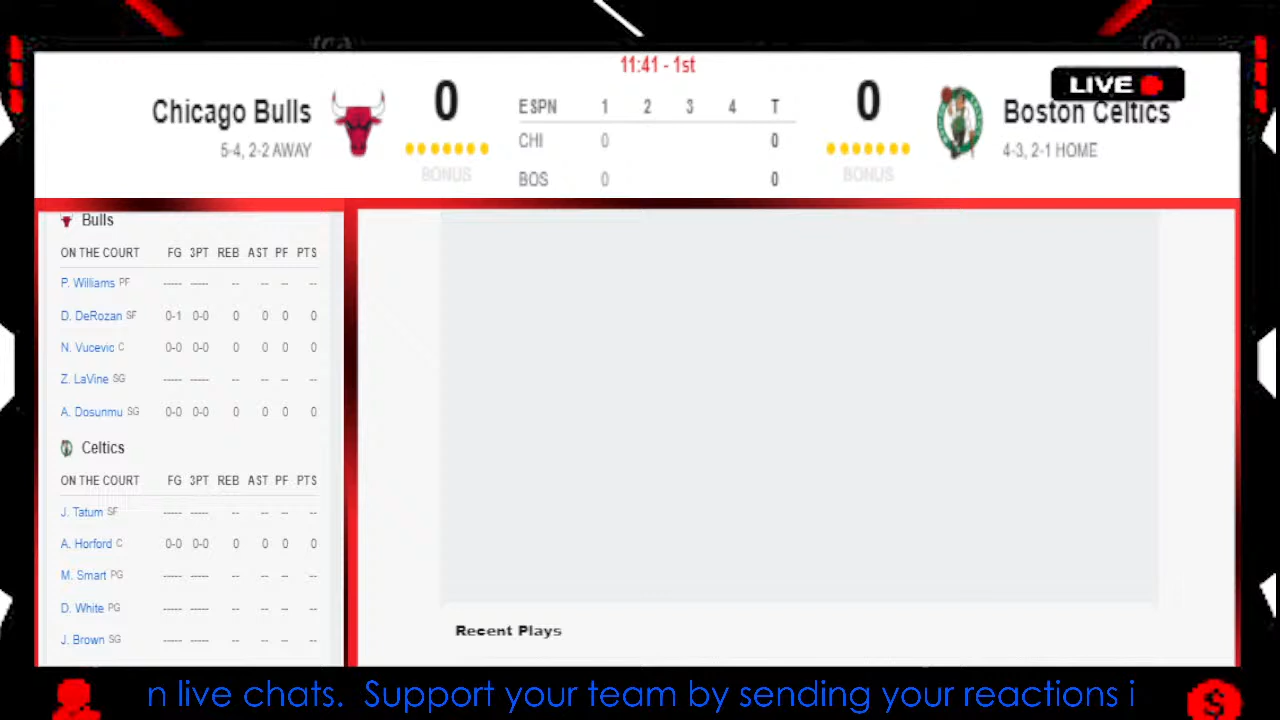 11:41 - 1st
Chicago Bulls
5-4, 2-2 AWAY
0
BONUS
ESPN 1 2 3 4 T
CHI 0 0
BOS 0 0
0
BONUS
LIVE
Boston Celtics
4-3, 2-1 HOME
Bulls
ON THE COURT FG 3PT REB AST PF PTS
P. Williams PF ----- ----- -- -- -- --
D. DeRozan SF 0-1 0-0 0 0 0 0
N. Vucevic C 0-0 0-0 0 0 0 0
Z. LaVine SG ----- ----- -- -- -- --
A. Dosunmu SG 0-0 0-0 0 0 0 0
Celtics
ON THE COURT FG 3PT REB AST PF PTS
J. Tatum SF ----- ----- -- -- -- --
A. Horford C 0-0 0-0 0 0 0 0
M. Smart PG ----- ----- -- -- -- --
D. White PG ----- ----- -- -- -- --
J. Brown SG ----- ----- -- -- -- --
Recent Plays
n live chats. Support your team by sending your reactions i
$